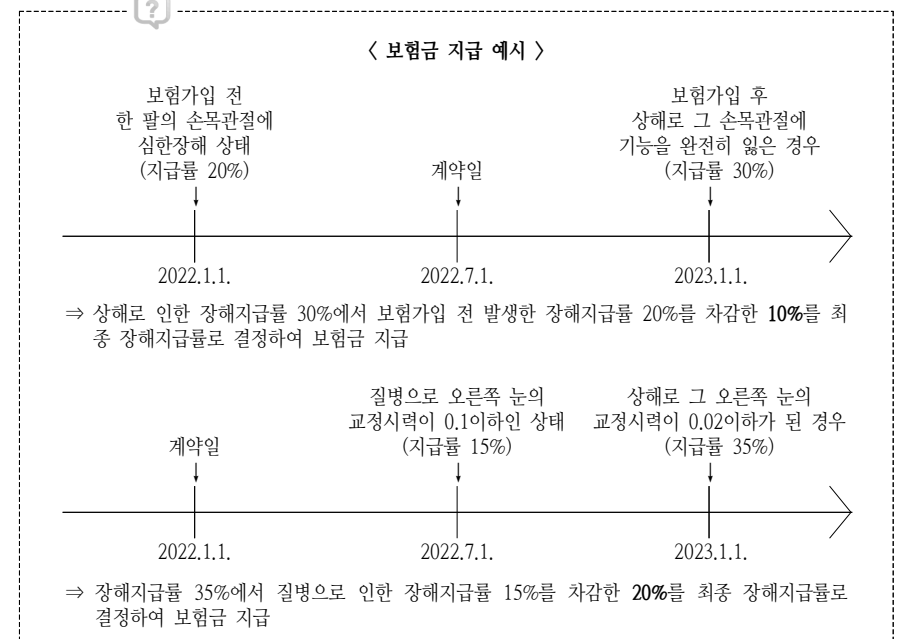 ?
〈 보험금 지급 예시 〉
보험가입 전
한 팔의 손목관절에
심한장해 상태
(지급률 20%)
계약일
보험가입 후
상해로 그 손목관절에
기능을 완전히 잃은 경우
(지급률 30%)
2022.1.1.
2022.7.1.
2023.1.1.
⇒ 상해로 인한 장해지급률 30%에서 보험가입 전 발생한 장해지급률 20%를 차감한 10%를 최
종 장해지급률로 결정하여 보험금 지급
계약일
질병으로 오른쪽 눈의
교정시력이 0.1이하인 상태
(지급률 15%)
상해로 그 오른쪽 눈의
교정시력이 0.02이하가 된 경우
(지급률 35%)
2022.1.1.
2022.7.1.
2023.1.1.
⇒ 장해지급률 35%에서 질병으로 인한 장해지급률 15%를 차감한 20%를 최종 장해지급률로
결정하여 보험금 지급